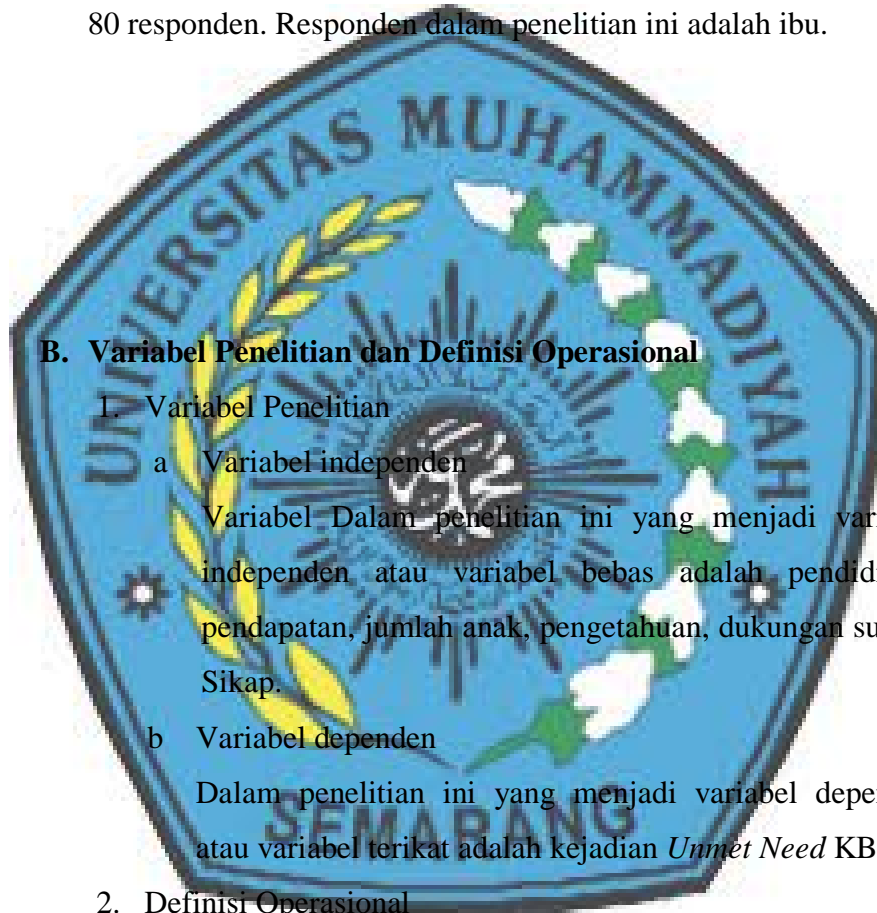 80 responden. Responden dalam penelitian ini adalah ibu.
UNIVERSITAS MUHAMMADIYAH
B. Variabel Penelitian dan Definisi Operasional
1. Variabel Penelitian
a Variabel independen
Variabel Dalam penelitian ini yang menjadi vari
independen atau variabel bebas adalah pendidi
pendapatan, jumlah anak, pengetahuan, dukungan su
Sikap.
b Variabel dependen
Dalam penelitian ini yang menjadi variabel depe
SEMARANG
atau variabel terikat adalah kejadian Unmet Need KB
2. Definisi Operasional